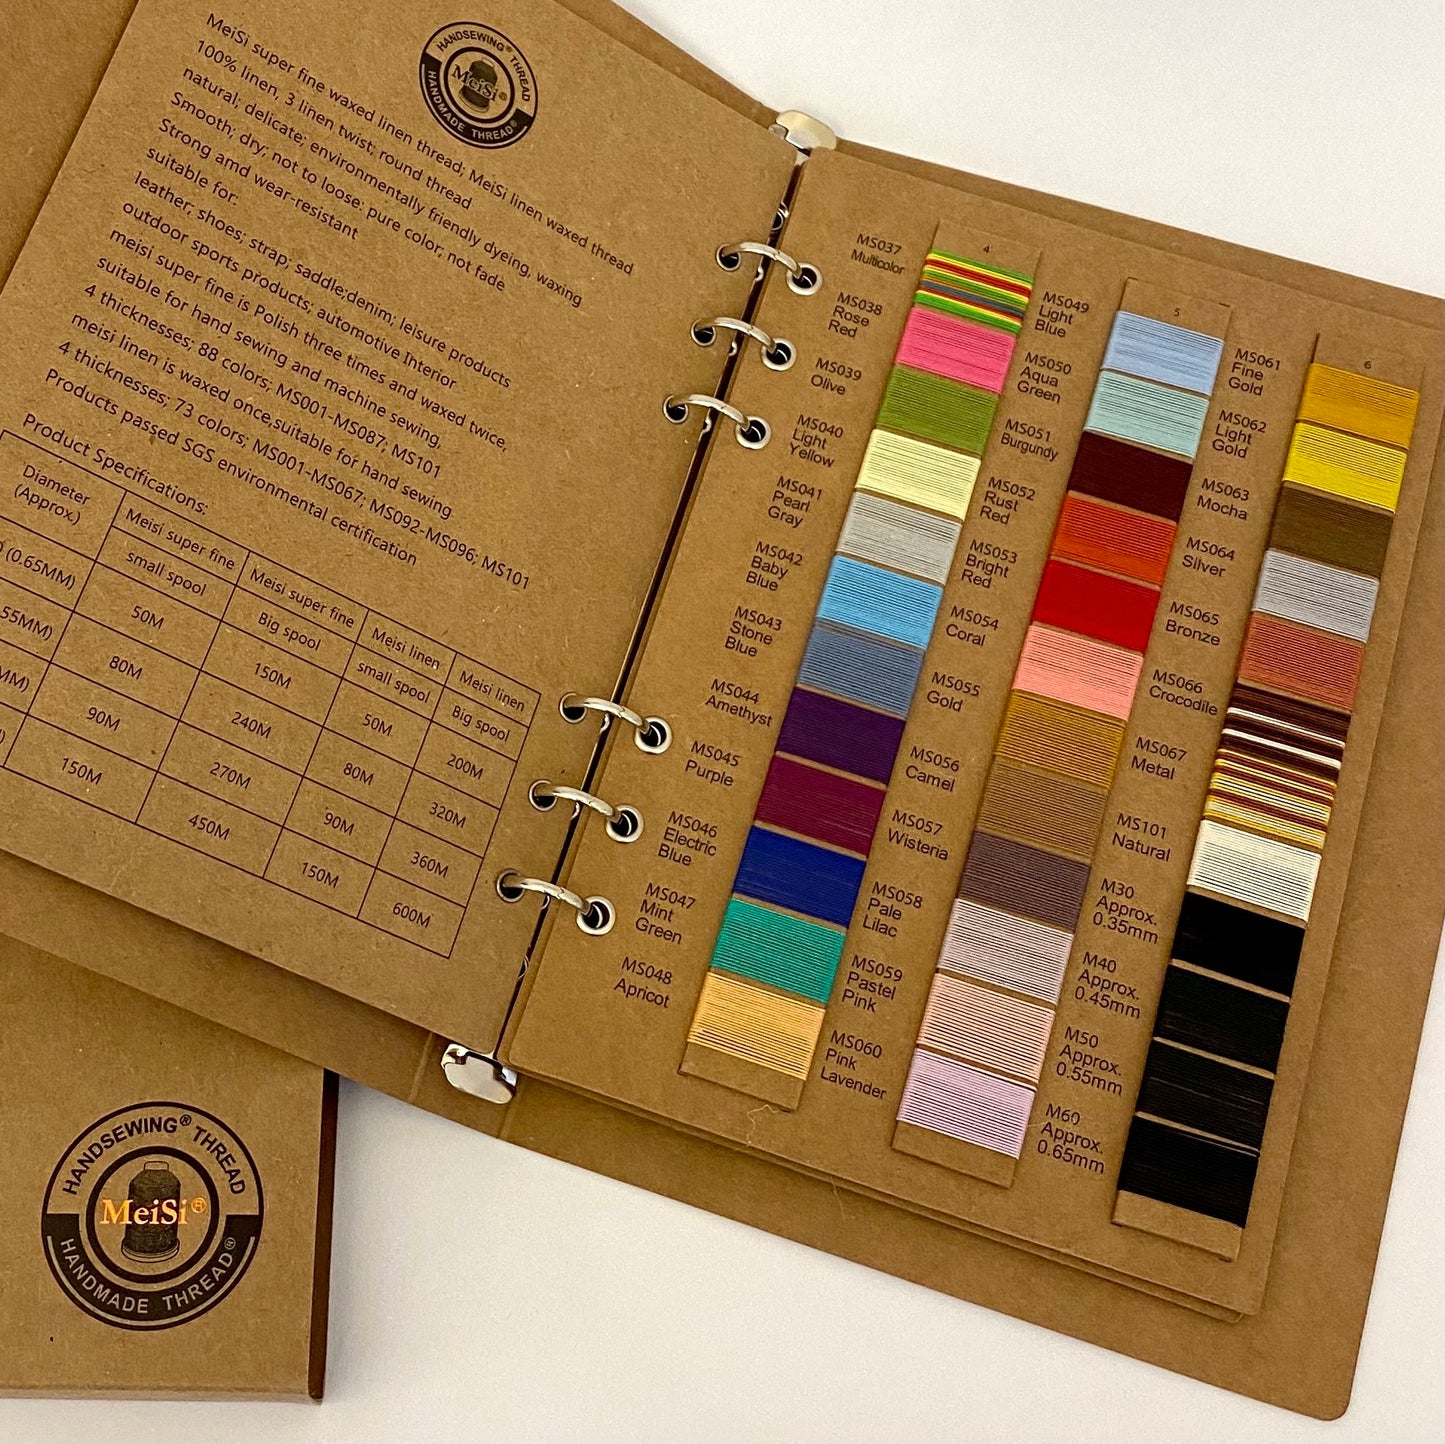 MeiSi super fine waxed linen thread; MeiSi linen waxed thread
100% linen, 3 linen twist; round thread
natural; delicate; environmentally friendly dyeing, waxing
Smooth; dry; not to loose. pure color; not fade
Strong amd wear-resistant
suitable for:
leather; shoes; strap; saddle;denim; leisure products
outdoor sports products; automotive Ihterior
meisi super fine is Polish three times and waxed twice,
suitable for hand sewing and machine sewing,
4 thicknesses; 88 colors; MS001-MS087; MS101
meisi linen is waxed once,suitable for hand sewing
4 thicknesses; 73 colors; MS001-MS067; MS092-MS096; MS101
Products passed SGS environmental certification
Product Specifications:
Diameter
(Approx.)
Meisi super fine
small spool
Meisi super fine
Big spool
Meisi linen
small spool
Meisi linen
Big spool
(0.65MM)
50M
150M
50M
200M
.55MM)
80M
240M
80M
320M
MM)
90M
270M
90M
360M
150M
450M
150M
600M
HANDSEWING® THREAD
MeiSi®
HANDMADE THREAD®
4
MS037
Multicolor
MS038
Rose
Red
MS039
Olive
MS040
Light
Yellow
MS041
Pearl
Gray
MS042
Baby
Blue
MS043
Stone
Blue
MS044
Amethyst
MS045
Purple
MS046
Electric
Blue
MS047
Mint
Green
MS048
Apricot
5
MS049
Light
Blue
MS050
Aqua
Green
MS051
Burgundy
MS052
Rust
Red
MS053
Bright
Red
MS054
Coral
MS055
Gold
MS056
Camel
MS057
Wisteria
MS058
Pale
Lilac
MS059
Pastel
Pink
MS060
Pink
Lavender
6
MS061
Fine
Gold
MS062
Light
Gold
MS063
Mocha
MS064
Silver
MS065
Bronze
MS066
Crocodile
MS067
Metal
MS101
Natural
M30
Approx.
0.35mm
M40
Approx.
0.45mm
M50
Approx.
0.55mm
M60
Approx.
0.65mm
HANDSEWING® THREAD
MeiSi®
HANDMADE THREAD®